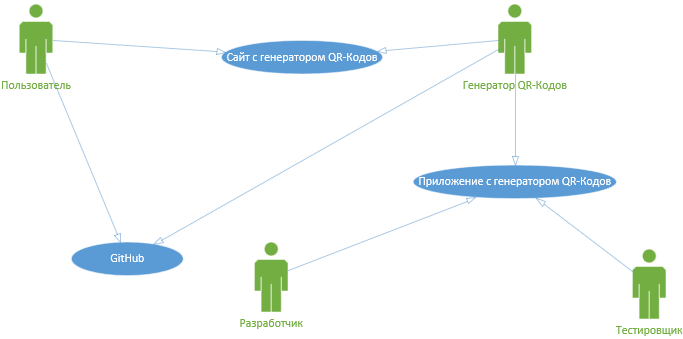 Сайт с генератором QR-Кодов
Пользователь
Генератор QR-Кодов
Приложение с генератором QR-Кодов
GitHub
Разработчик
Тестировщик